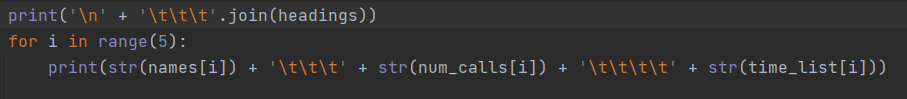 print('\n' + '\t\t\t'.join(headings))
for i in range(5):
    print(str(names[i]) + '\t\t\t' + str(num_calls[i]) + '\t\t\t\t' + str(time_list[i]))